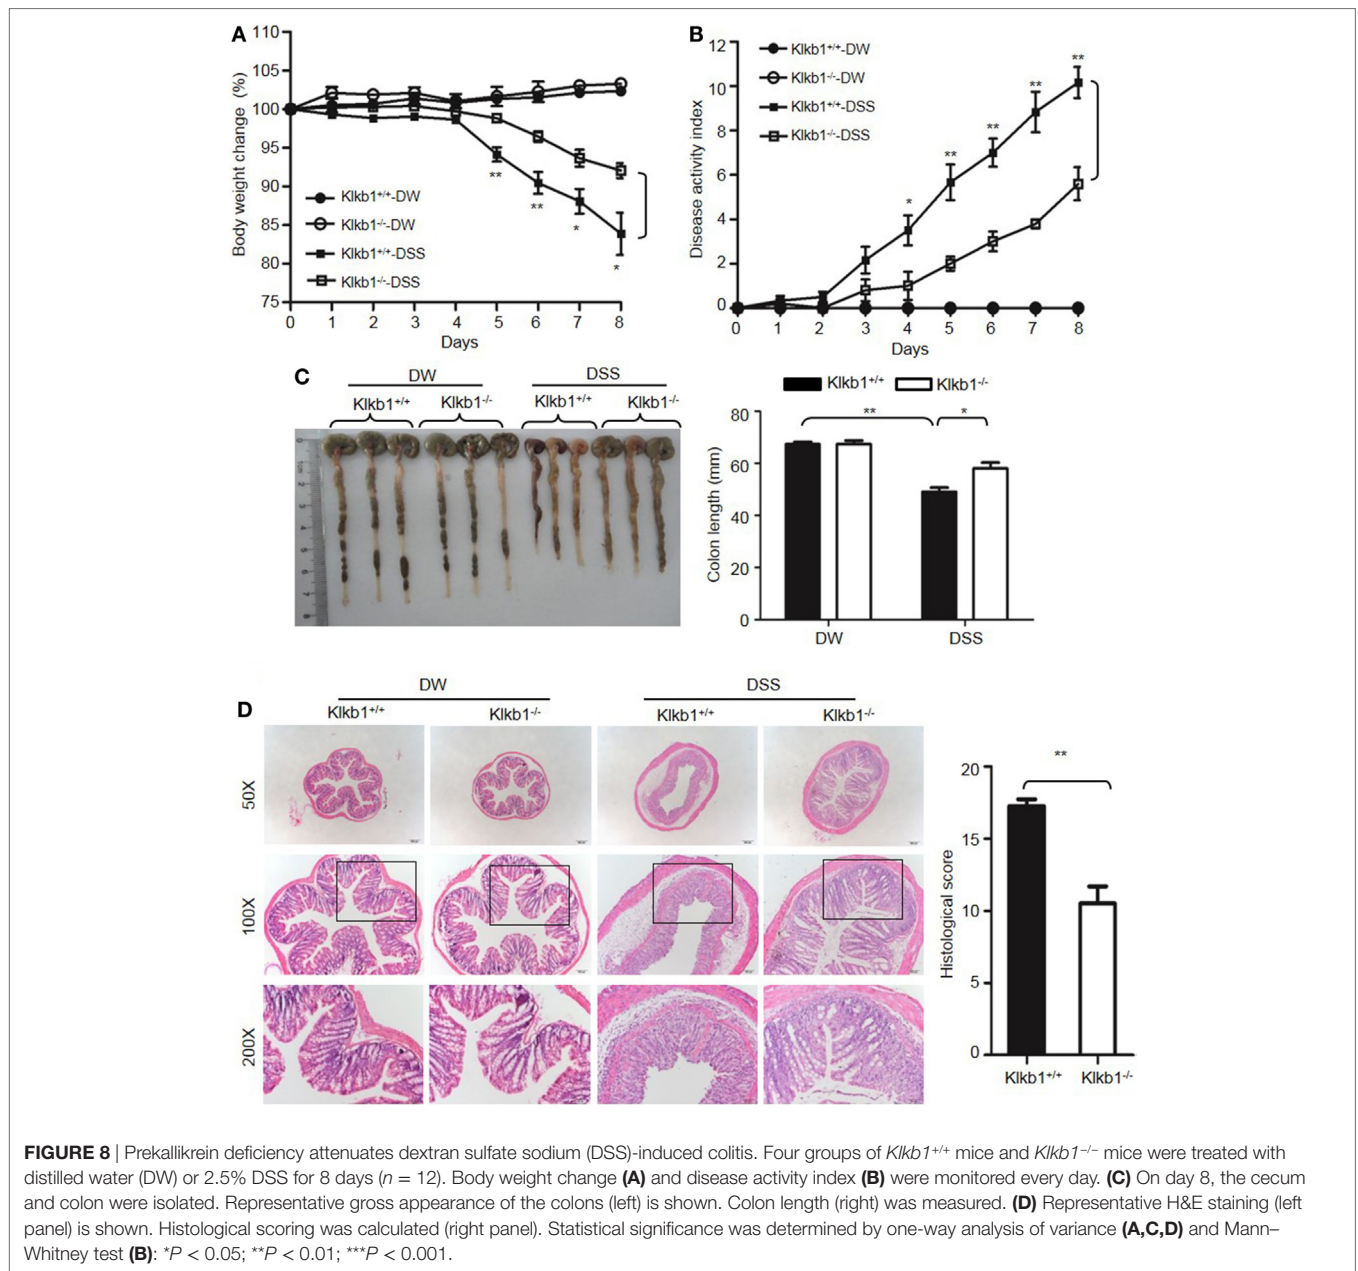 A
Body weight change (%)
110
105
100
95
90
85
80
75
Klkb1+/+-DW
Klkb1-/--DW
Klkb1+/+-DSS
Klkb1-/--DSS
**
**
*
*
0 1 2 3 4 5 6 7 8
Days
B
Disease activity index
12
10
8
6
4
2
0
Klkb1+/+-DW
Klkb1-/--DW
Klkb1+/+-DSS
Klkb1-/--DSS
*
**
**
**
**
0 1 2 3 4 5 6 7 8
Days
C
DW DSS
Klkb1+/+ Klkb1-/- Klkb1+/+ Klkb1-/-
Klkb1+/+ Klkb1-/-
Colon length (mm)
80
60
40
20
0
** *
DW DSS
D
DW DSS
Klkb1+/+ Klkb1-/- Klkb1+/+ Klkb1-/-
50X
100X
200X
Histological score
20
15
10
5
0
**
Klkb1+/+ Klkb1-/-
FIGURE 8 | Prekallikrein deficiency attenuates dextran sulfate sodium (DSS)-induced colitis. Four groups of Klkb1+/+ mice and Klkb1−/− mice were treated with
distilled water (DW) or 2.5% DSS for 8 days (n = 12). Body weight change (A) and disease activity index (B) were monitored every day. (C) On day 8, the cecum
and colon were isolated. Representative gross appearance of the colons (left) is shown. Colon length (right) was measured. (D) Representative H&E staining (left
panel) is shown. Histological scoring was calculated (right panel). Statistical significance was determined by one-way analysis of variance (A,C,D) and Mann–
Whitney test (B): *P < 0.05; **P < 0.01; ***P < 0.001.